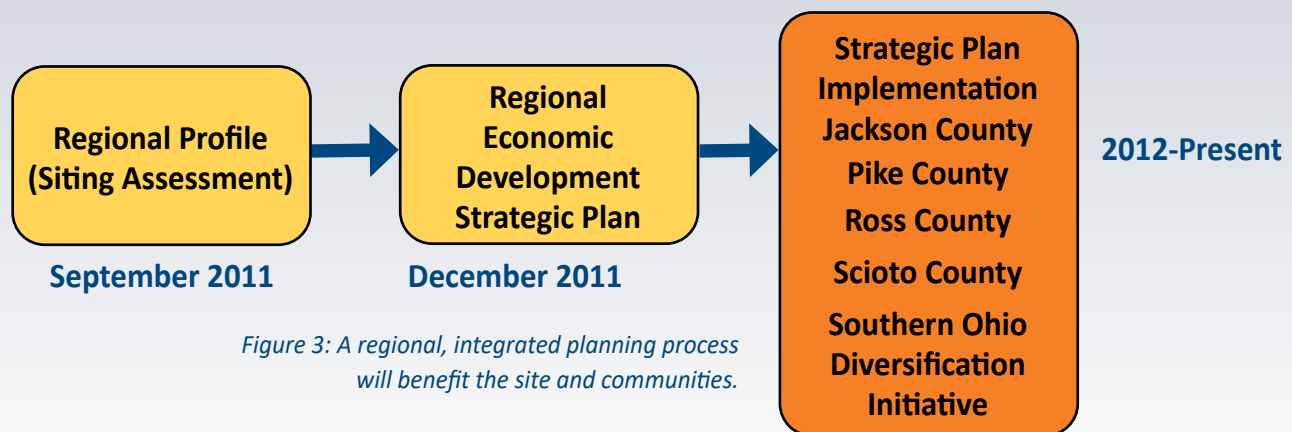 Regional Profile
(Siting Assessment)
September 2011
Regional
Economic
Development
Strategic Plan
December 2011
Strategic Plan
Implementation
Jackson County
Pike County
Ross County
Scioto County
Southern Ohio
Diversification
Initiative
2012-Present
Figure 3: A regional, integrated planning process
will benefit the site and communities.